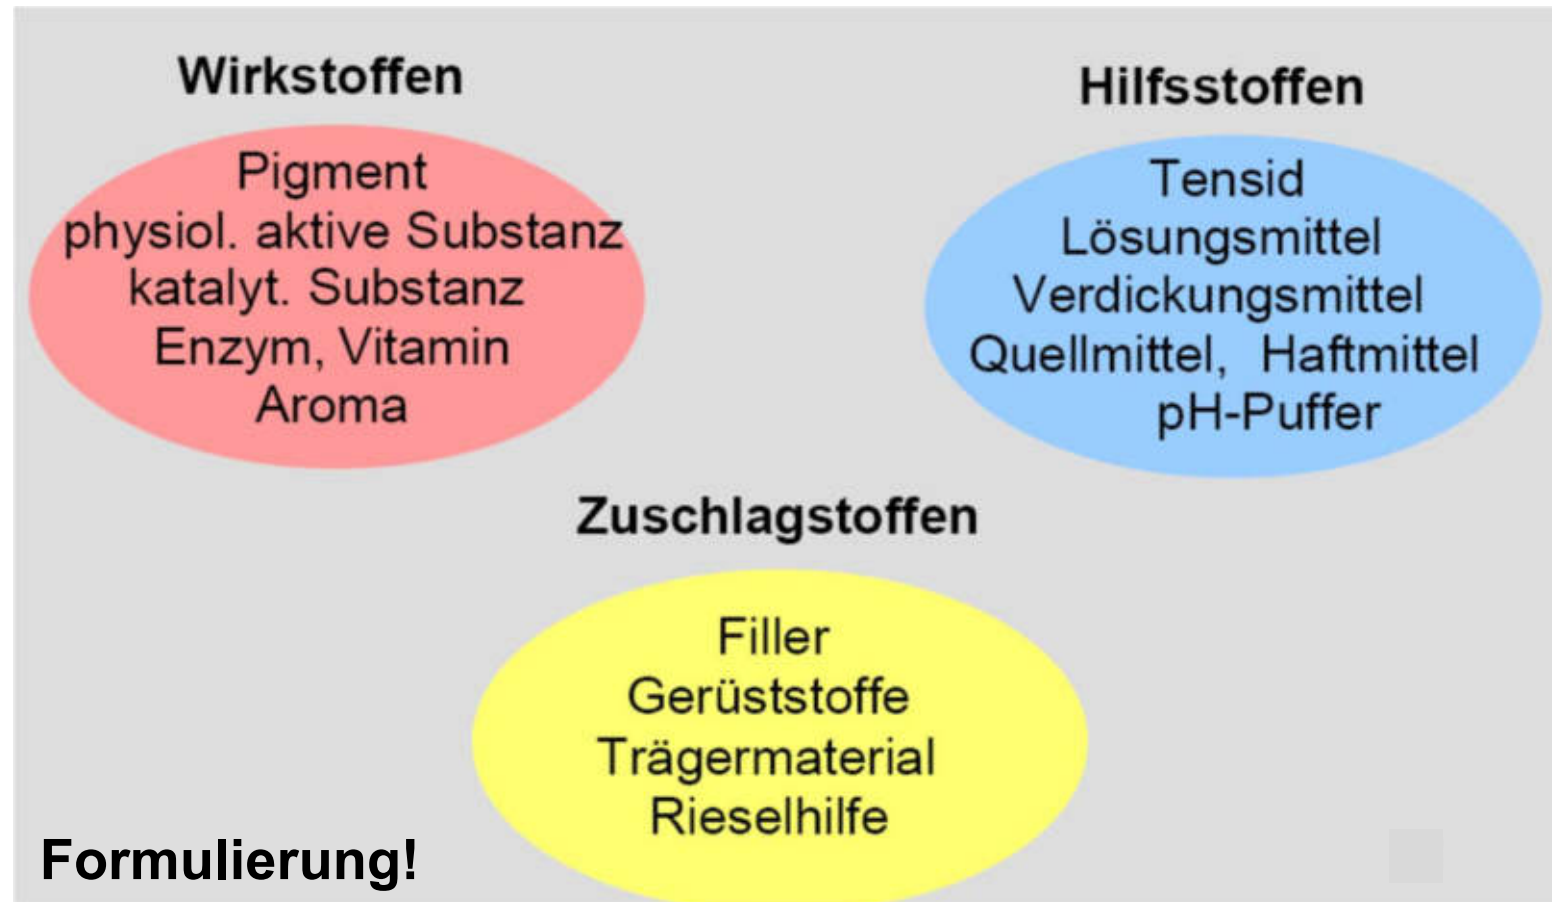 Wirkstoffen
Pigment
physiol. aktive Substanz
katalyt. Substanz
Enzym, Vitamin
Aroma
Hilfsstoffen
Tensid
Lösungsmittel
Verdickungsmittel
Quellmittel, Haftmittel
pH-Puffer
Zuschlagstoffen
Filler
Gerüststoffe
Trägermaterial
Rieselhilfe
Formulierung!